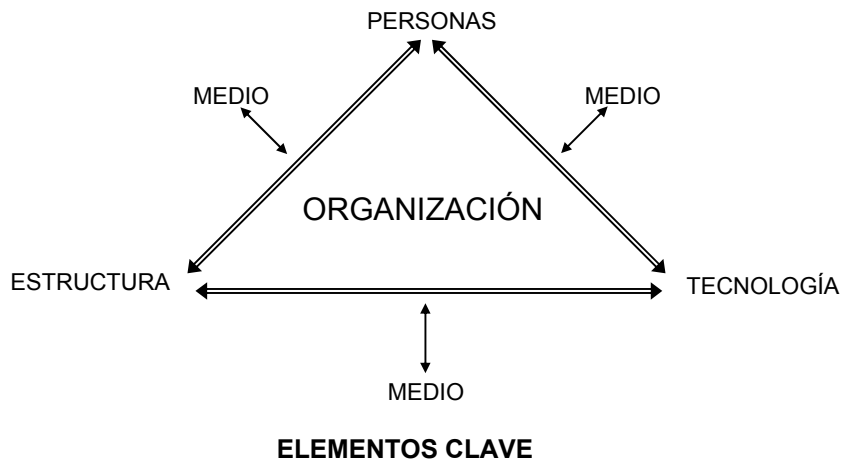 PERSONAS
MEDIO
MEDIO
ORGANIZACIÓN
ESTRUCTURA
TECNOLOGÍA
MEDIO
ELEMENTOS CLAVE